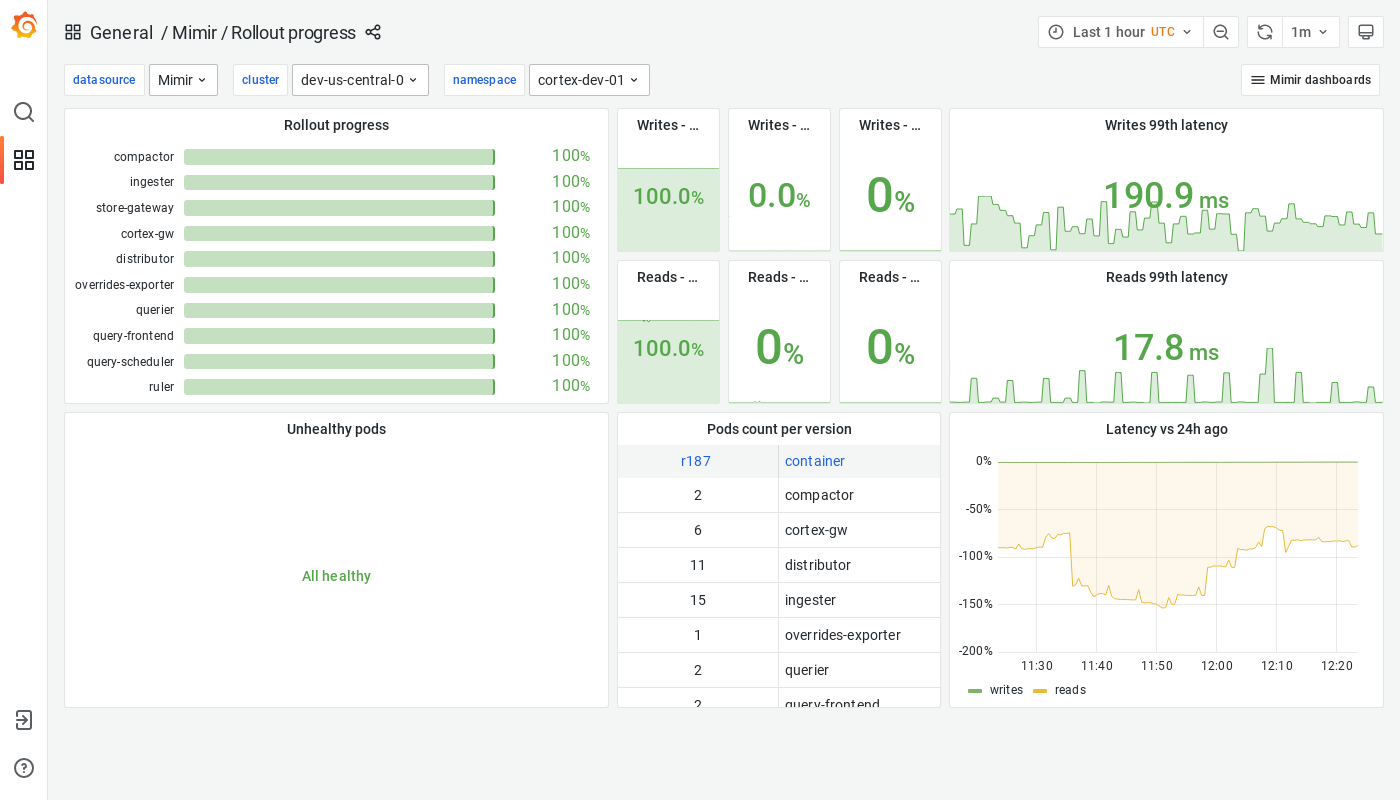 General / Mimir / Rollout progress
Last 1 hour UTC
1m
datasource Mimir cluster dev-us-central-0 namespace cortex-dev-01
Mimir dashboards
Rollout progress
compactor 100%
ingester 100%
store-gateway 100%
cortex-gw 100%
distributor 100%
overrides-exporter 100%
querier 100%
query-frontend 100%
query-scheduler 100%
ruler 100%
Writes - ...
100.0%
Writes - ...
0.0%
Writes - ...
0%
Writes 99th latency
190.9 ms
Reads - ...
100.0%
Reads - ...
0%
Reads - ...
0%
Reads 99th latency
17.8 ms
Unhealthy pods
All healthy
Pods count per version
r187 container
2 compactor
6 cortex-gw
11 distributor
15 ingester
1 overrides-exporter
2 querier
2 query-frontend
Latency vs 24h ago
0%
-50%
-100%
-150%
-200%
11:30 11:40 11:50 12:00 12:10 12:20
writes reads